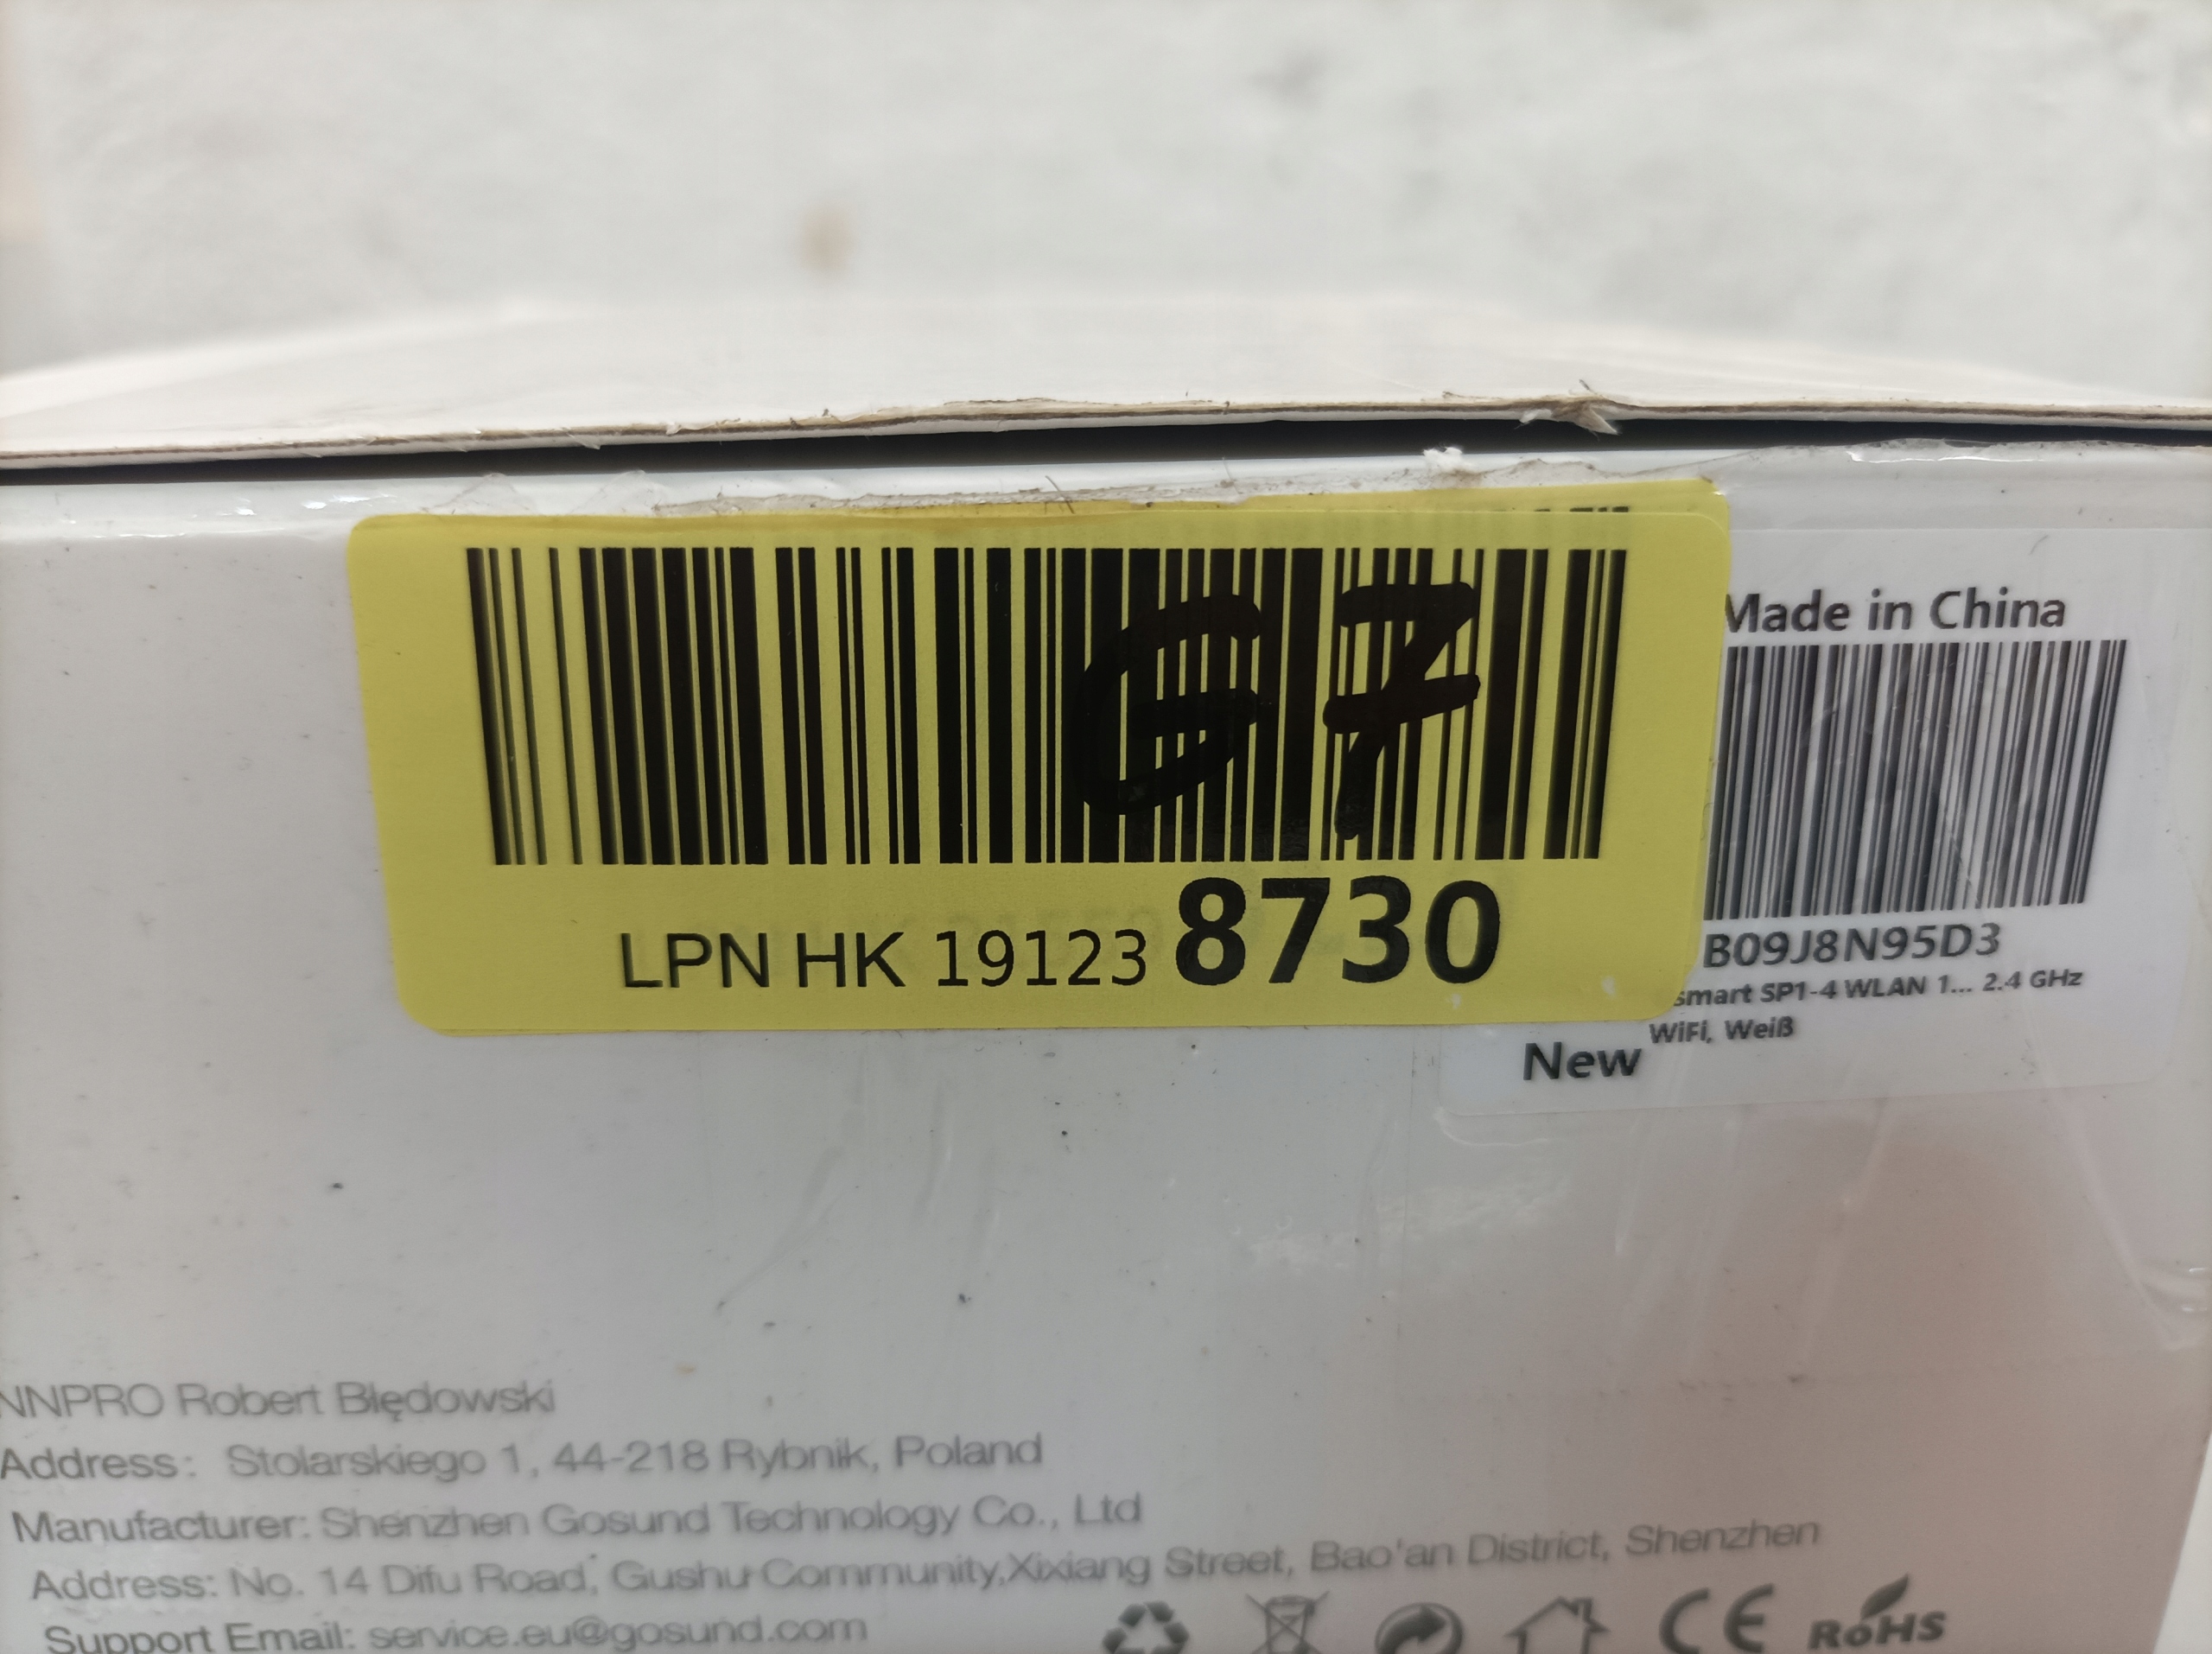 G7
LPN HK 19123 8730
Made in China
B09J8N95D3
smart SP1-4 WLAN 1... 2.4 GHz
WiFi, Weiß
New
NNPRO Robert Błędowski
Address: Stolarskiego 1, 44-218 Rybnik, Poland
Manufacturer: Shenzhen Gosund Technology Co., Ltd
Address: No. 14 Difu Road, Gushu Community,Xixiang Street, Bao'an District, Shenzhen
Support Email: service.eu@gosund.com
CE RoHS